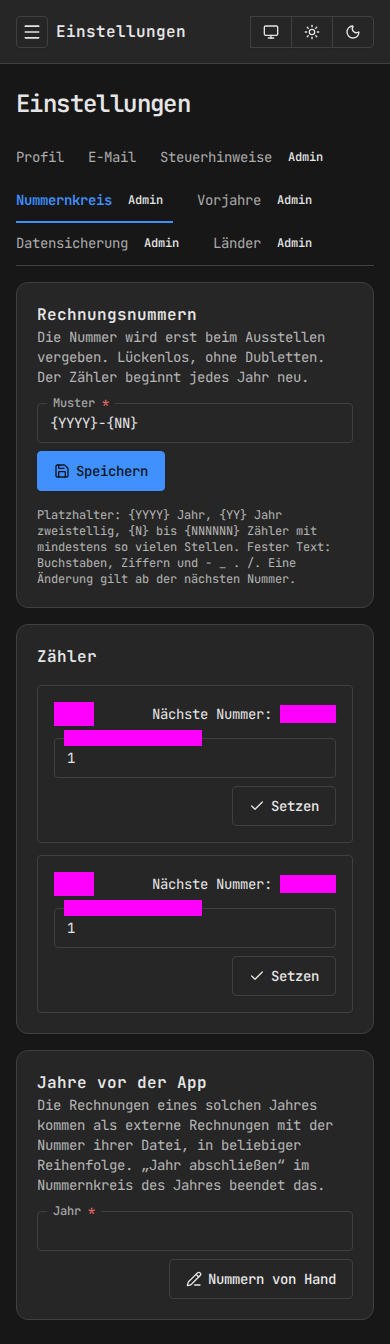 Einstellungen
Einstellungen
Profil E-Mail Steuerhinweise Admin
Nummernkreis Admin Vorjahre Admin
Datensicherung Admin Länder Admin
Rechnungsnummern
Die Nummer wird erst beim Ausstellen
vergeben. Lückenlos, ohne Dubletten.
Der Zähler beginnt jedes Jahr neu.
Muster *
{YYYY}-{NN}
Speichern
Platzhalter: {YYYY} Jahr, {YY} Jahr
zweistellig, {N} bis {NNNNNN} Zähler mit
mindestens so vielen Stellen. Fester Text:
Buchstaben, Ziffern und - _ . /. Eine
Änderung gilt ab der nächsten Nummer.
Zähler
Nächste Nummer:
1
Setzen
Nächste Nummer:
1
Setzen
Jahre vor der App
Die Rechnungen eines solchen Jahres
kommen als externe Rechnungen mit der
Nummer ihrer Datei, in beliebiger
Reihenfolge. „Jahr abschließen“ im
Nummernkreis des Jahres beendet das.
Jahr *
Nummern von Hand